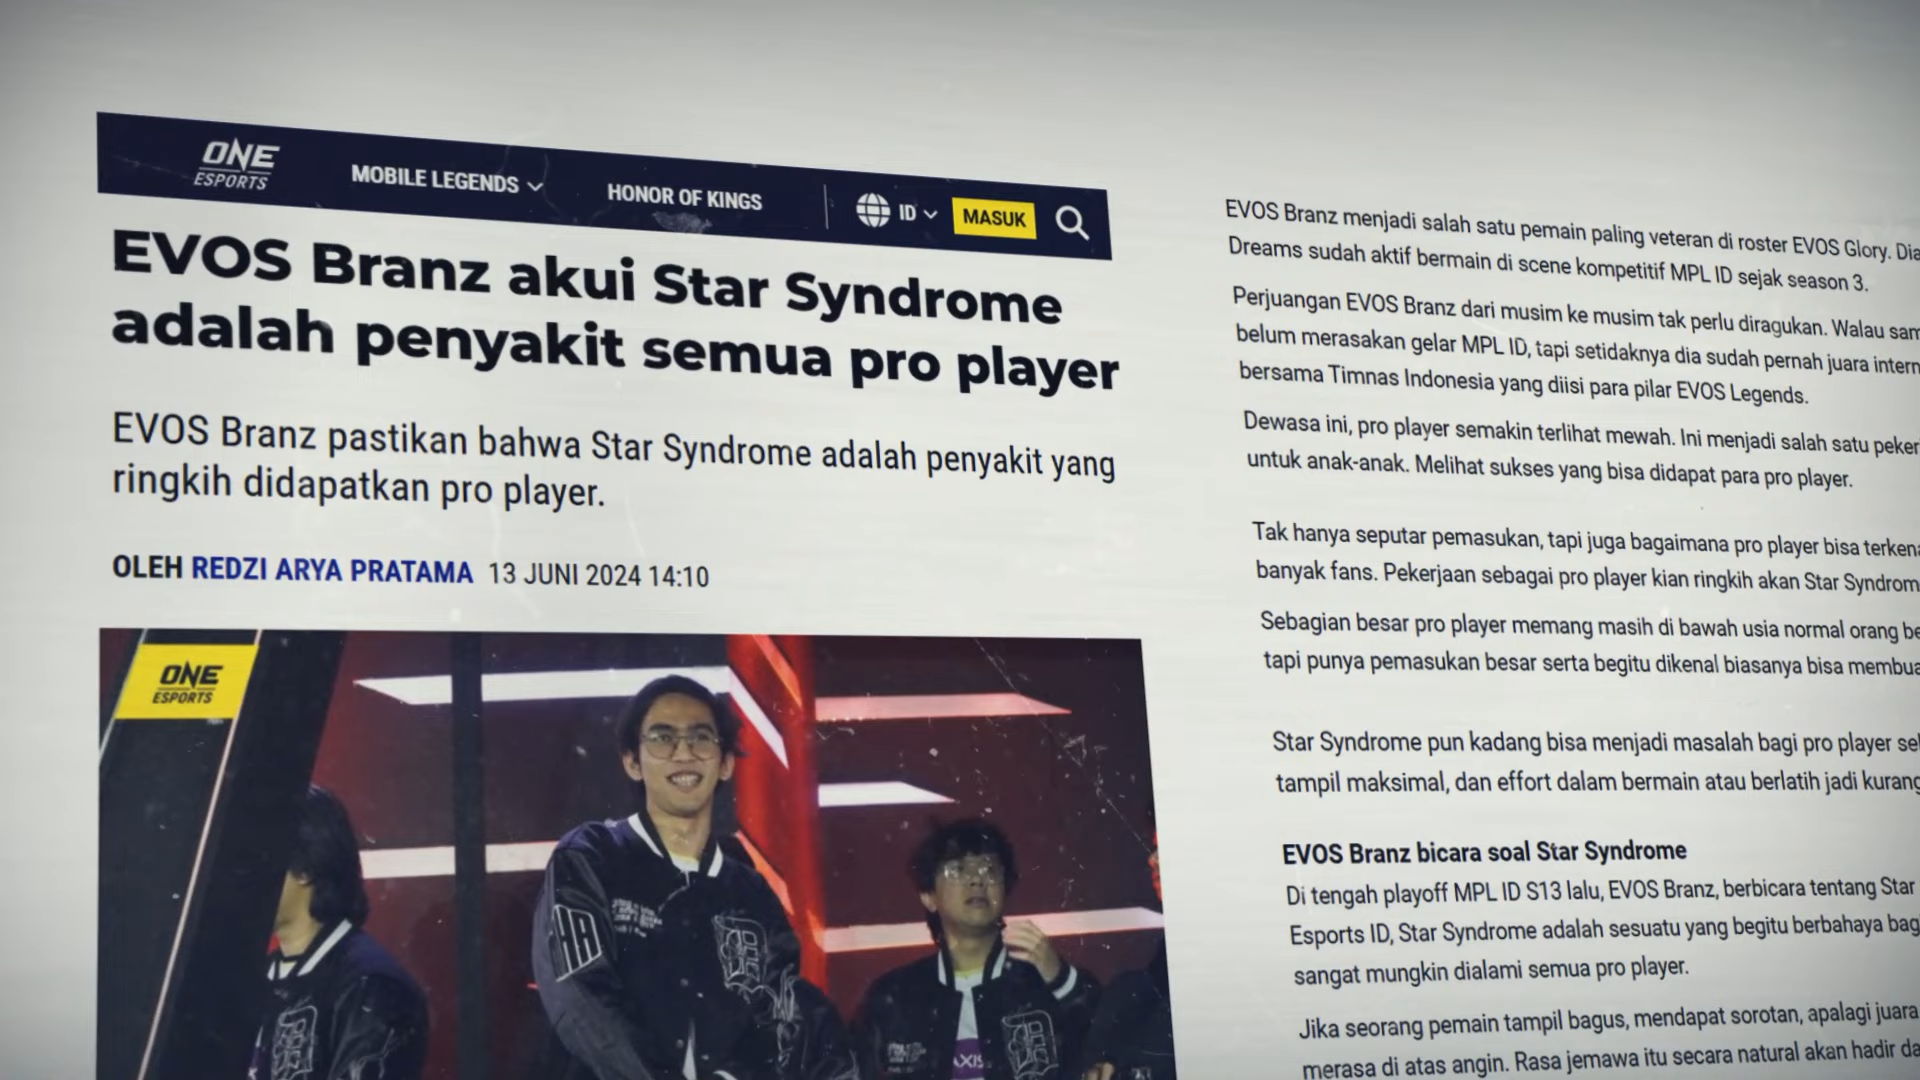 ONE
ESPORTS
MOBILE LEGENDS
HONOR OF KINGS
ID
MASUK
EVOS Branz akui Star Syndrome
adalah penyakit semua pro player
EVOS Branz pastikan bahwa Star Syndrome adalah penyakit yang
ringkih didapatkan pro player.
OLEH REDZI ARYA PRATAMA 13 JUNI 2024 14:10
ONE
ESPORTS
EVOS Branz menjadi salah satu pemain paling veteran di roster EVOS Glory. Dia
Dreams sudah aktif bermain di scene kompetitif MPL ID sejak season 3.
Perjuangan EVOS Branz dari musim ke musim tak perlu diragukan. Walau sam
belum merasakan gelar MPL ID, tapi setidaknya dia sudah pernah juara intern
bersama Timnas Indonesia yang diisi para pilar EVOS Legends.
Dewasa ini, pro player semakin terlihat mewah. Ini menjadi salah satu peker
untuk anak-anak. Melihat sukses yang bisa didapat para pro player.
Tak hanya seputar pemasukan, tapi juga bagaimana pro player bisa terkena
banyak fans. Pekerjaan sebagai pro player kian ringkih akan Star Syndrom
Sebagian besar pro player memang masih di bawah usia normal orang be
tapi punya pemasukan besar serta begitu dikenal biasanya bisa membua
Star Syndrome pun kadang bisa menjadi masalah bagi pro player sel
tampil maksimal, dan effort dalam bermain atau berlatih jadi kurang
EVOS Branz bicara soal Star Syndrome
Di tengah playoff MPL ID S13 lalu, EVOS Branz, berbicara tentang Star
Esports ID, Star Syndrome adalah sesuatu yang begitu berbahaya bag
sangat mungkin dialami semua pro player.
Jika seorang pemain tampil bagus, mendapat sorotan, apalagi juara
merasa di atas angin. Rasa jemawa itu secara natural akan hadir da